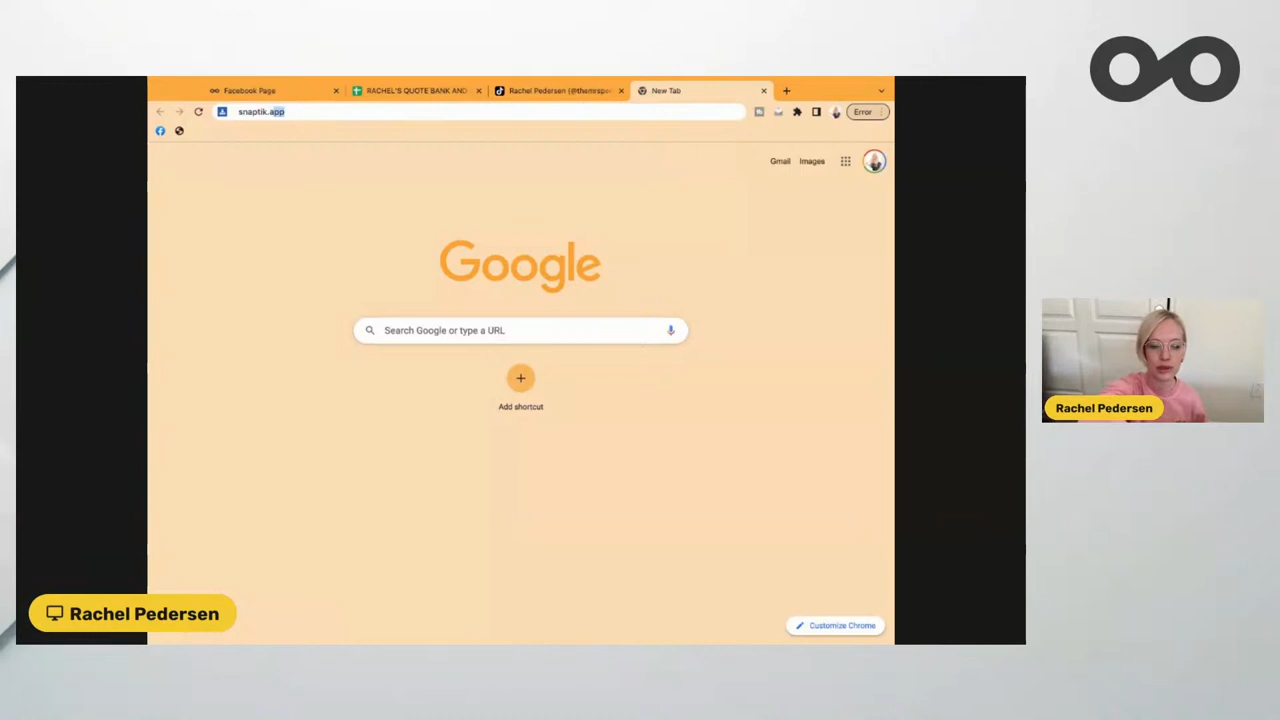 Facebook Page
RACHEL'S QUOTE BANK AND
Rachel Pedersen (@themrspe
New Tab
snaptik.app
Error
Gmail
Images
Google
Search Google or type a URL
Add shortcut
Customize Chrome
Rachel Pedersen
Rachel Pedersen